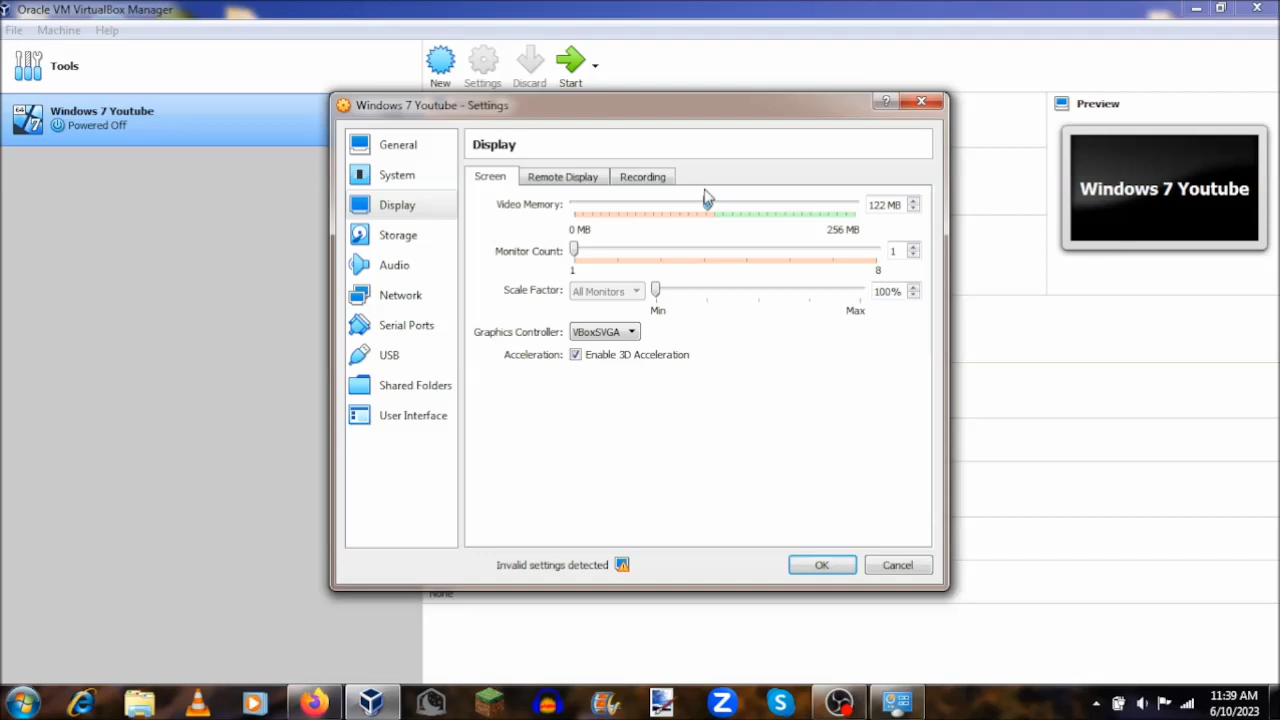 Oracle VM VirtualBox Manager
File Machine Help
Tools
New Settings Discard Start
Windows 7 Youtube
Powered Off
64
7
Windows 7 Youtube - Settings
?
Preview
Windows 7 Youtube
General
System
Display
Storage
Audio
Network
Serial Ports
USB
Shared Folders
User Interface
Display
Screen Remote Display Recording
Video Memory: 122 MB
0 MB 256 MB
Monitor Count: 1
1 8
Scale Factor: All Monitors 100%
Min Max
Graphics Controller: VBoxSVGA
Acceleration: Enable 3D Acceleration
Invalid settings detected OK Cancel
None
11:39 AM
6/10/2023